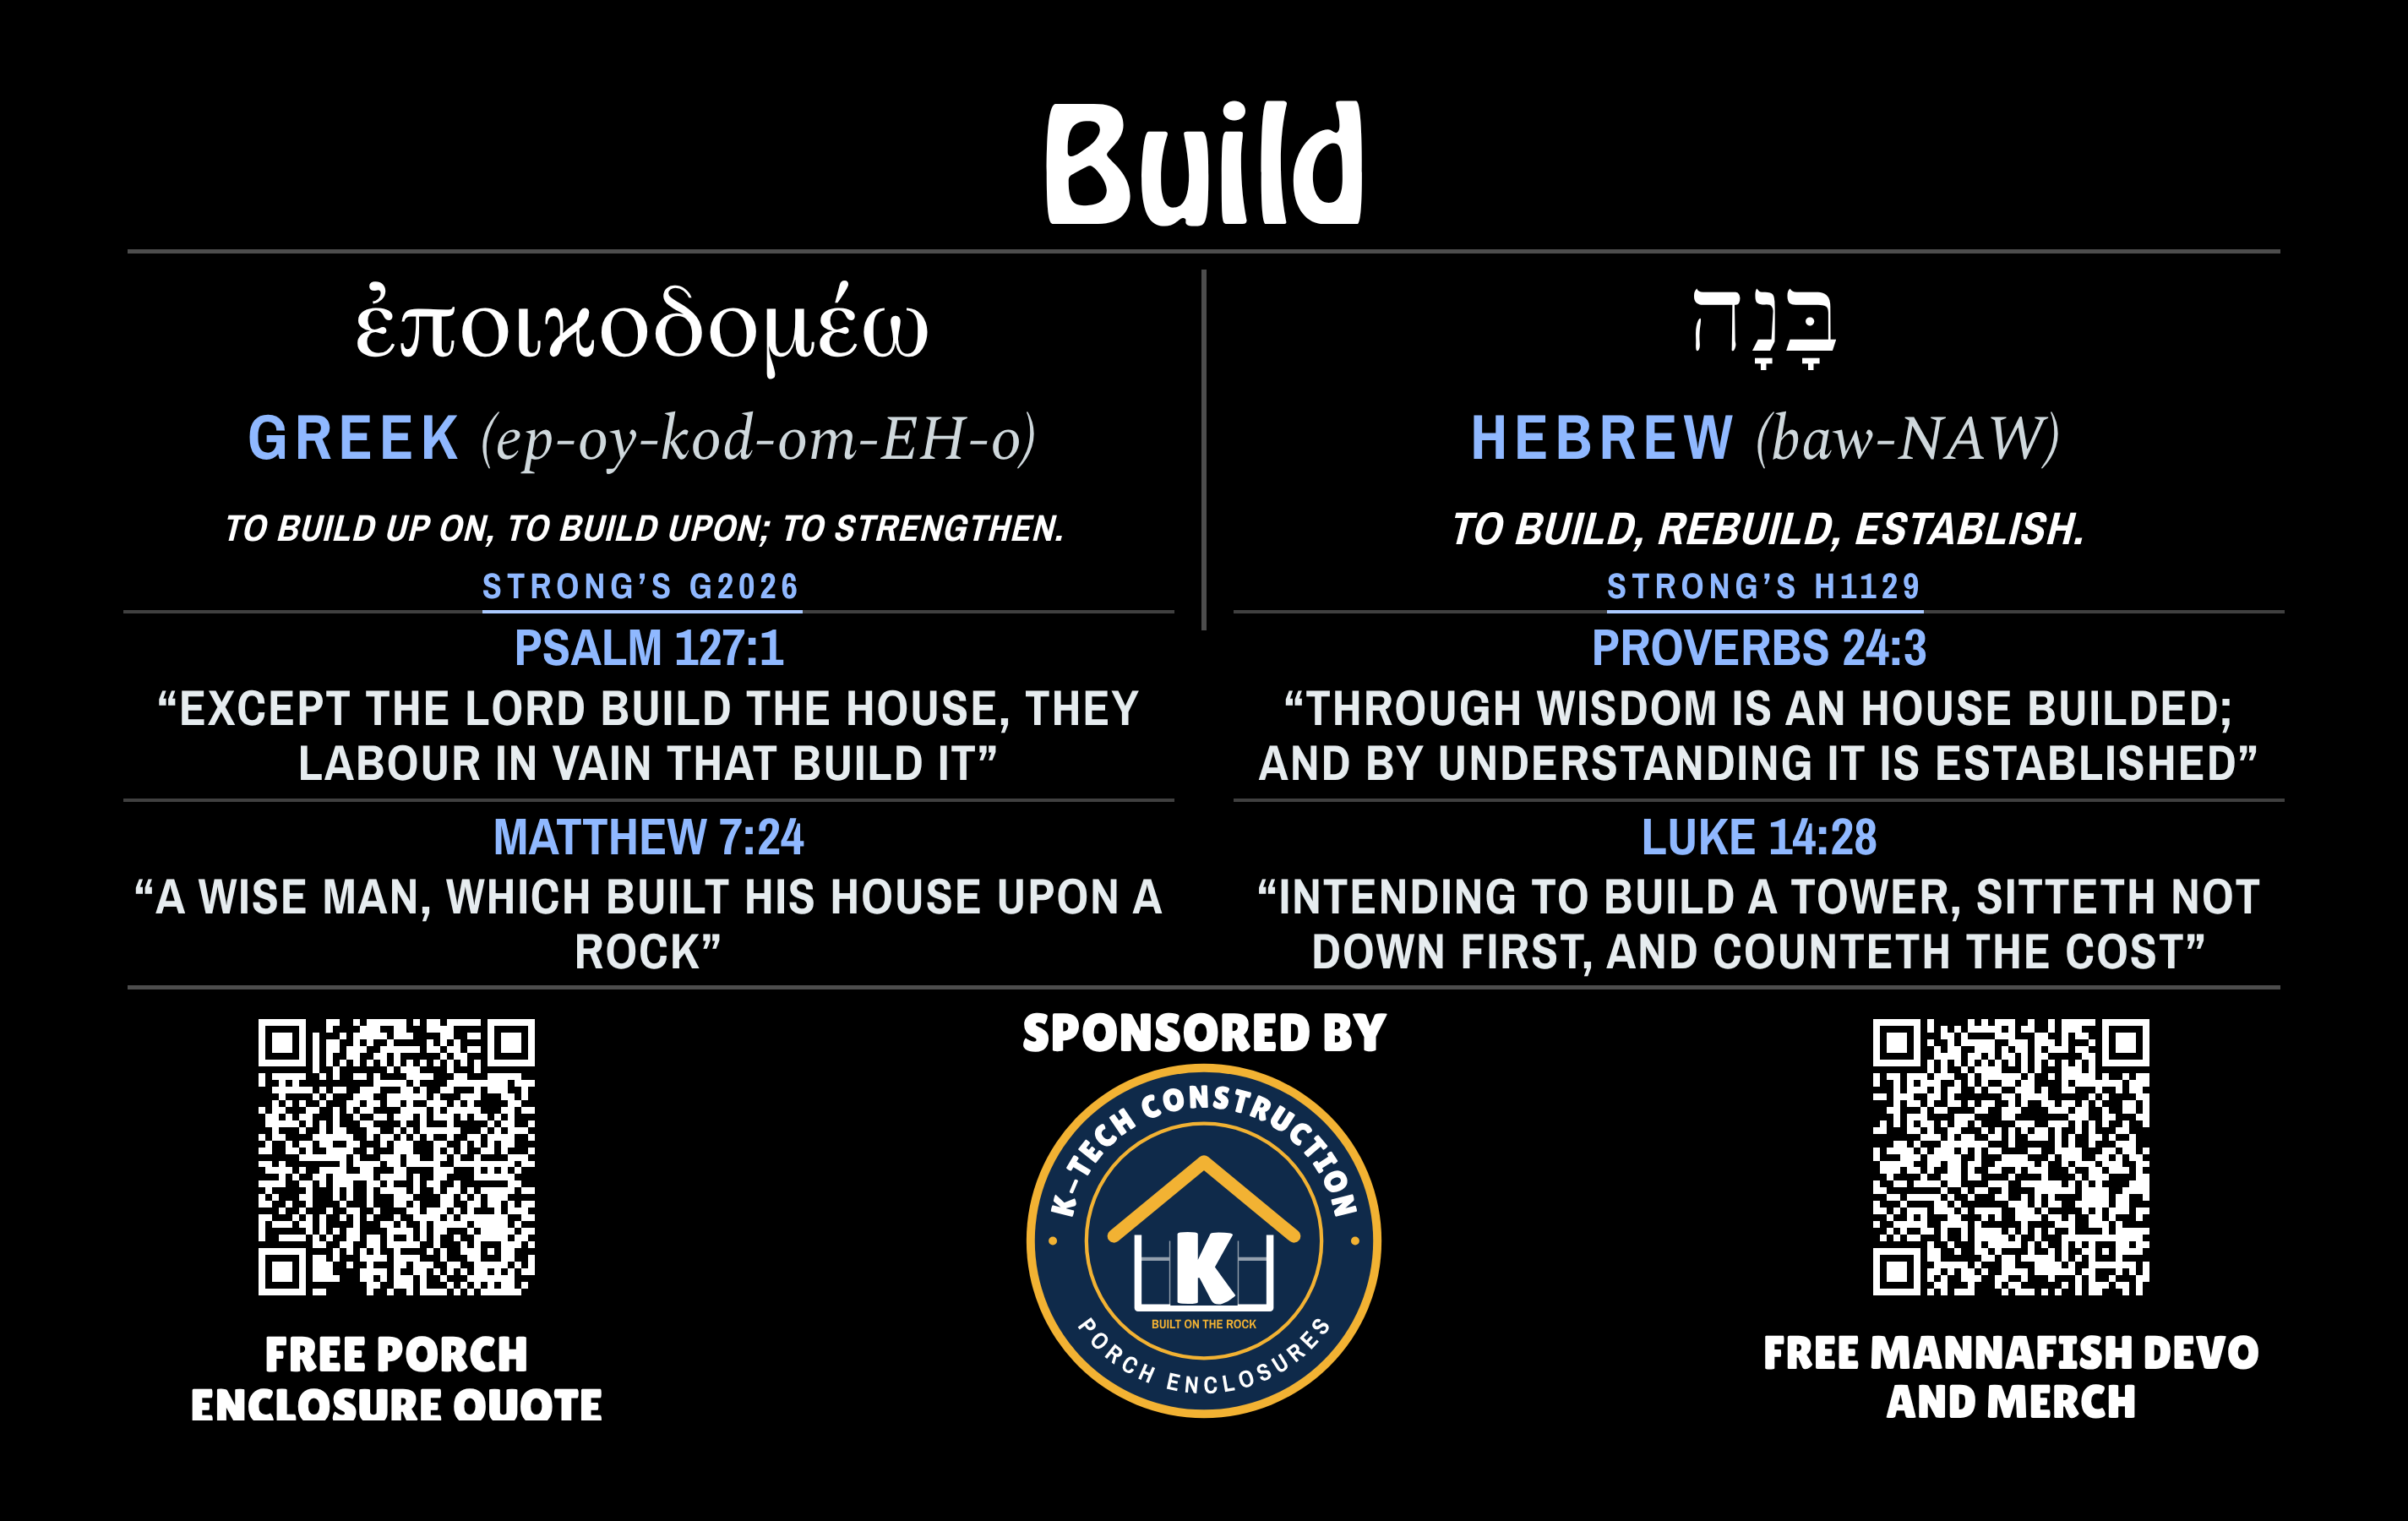 Build
ἐποικοδομέω
GREEK (ep-oy-kod-om-EH-o)
TO BUILD UP ON, TO BUILD UPON; TO STRENGTHEN.
STRONG’S G2026
בָּנָה
HEBREW (baw-NAW)
TO BUILD, REBUILD, ESTABLISH.
STRONG’S H1129
PSALM 127:1
“EXCEPT THE LORD BUILD THE HOUSE, THEY
LABOUR IN VAIN THAT BUILD IT”
PROVERBS 24:3
“THROUGH WISDOM IS AN HOUSE BUILDED;
AND BY UNDERSTANDING IT IS ESTABLISHED”
MATTHEW 7:24
“A WISE MAN, WHICH BUILT HIS HOUSE UPON A
ROCK”
LUKE 14:28
“INTENDING TO BUILD A TOWER, SITTETH NOT
DOWN FIRST, AND COUNTETH THE COST”
FREE PORCH
ENCLOSURE QUOTE
SPONSORED BY
K-TECH CONSTRUCTION
K
BUILT ON THE ROCK
PORCH ENCLOSURES
FREE MANNAFISH DEVO
AND MERCH